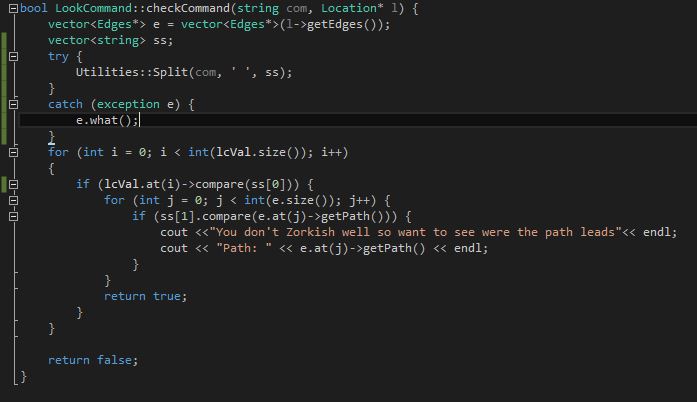 bool LookCommand::checkCommand(string com, Location* l) {
vector<Edges*> e = vector<Edges*>(l->getEdges());
vector<string> ss;
try {
Utilities::Split(com, ' ', ss);
}
catch (exception e) {
e.what();
}
for (int i = 0; i < int(lcVal.size()); i++)
{
if (lcVal.at(i)->compare(ss[0])) {
for (int j = 0; j < int(e.size()); j++) {
if (ss[1].compare(e.at(j)->getPath())) {
cout <<"You don't Zorkish well so want to see were the path leads"<< endl;
cout << "Path: " << e.at(j)->getPath() << endl;
}
}
return true;
}
}
return false;
}